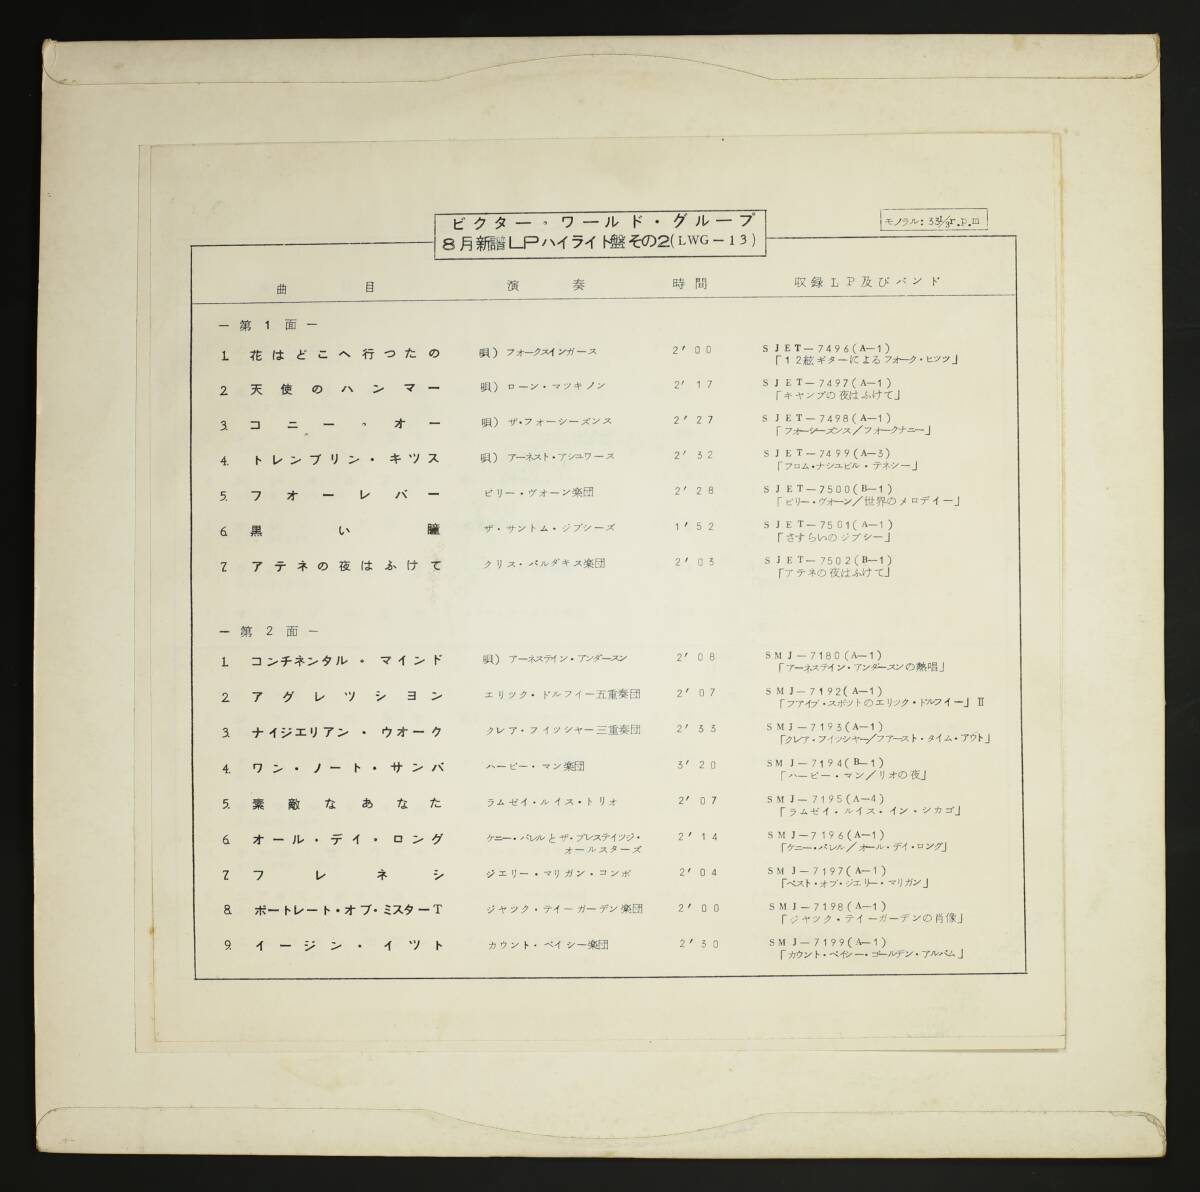 ビクター・ワールド・グループ
8月新譜LPハイライト盤その2(LWG-13)
モノラル:33 1/3r.p.m
曲目 演奏 時間 収録LP及びバンド
-第1面-
1. 花はどこへ行つたの 唄)フォークスインガース 2'00 SJET-7496(A-1)
「12絃ギターによるフォーク・ヒツツ」
2. 天使のハンマー 唄)ローン・マツキノン 2'17 SJET-7497(A-1)
「キャンプの夜はふけて」
3. コニー・オー 唄)ザ・フォーシーズンス 2'27 SJET-7498(A-1)
「フォーシーズンス/フォークナニー」
4. トレンブリン・キツス 唄)アーネスト・アシュワース 2'32 SJET-7499(A-3)
「フロム・ナシュビル・テネシー」
5. フオーレバー ビリー・ヴォーン楽団 2'28 SJET-7500(B-1)
「ビリー・ヴォーン/世界のメロデイー」
6. 黒い瞳 ザ・サントム・ジプシーズ 1'52 SJET-7501(A-1)
「さすらいのジプシー」
7. アテネの夜はふけて クリス・バルダキス楽団 2'03 SJET-7502(B-1)
「アテネの夜はふけて」
-第2面-
1. コンチネンタル・マインド 唄)アーネステイン・アンダースン 2'08 SMJ-7180(A-1)
「アーネステイン・アンダースンの熱唱」
2. アグレツシヨン エリック・ドルフイー五重奏団 2'07 SMJ-7192(A-1)
「フアイブ・スポットのエリック・ドルフイー」II
3. ナイジエリアン・ウオーク クレア・フイッシャー三重奏団 2'33 SMJ-7193(A-1)
「クレア・フイッシャー/フアースト・タイム・アウト」
4. ワン・ノート・サンバ ハービー・マン楽団 3'20 SMJ-7194(B-1)
「ハービー・マン/リオの夜」
5. 素敵なあなた ラムゼイ・ルイス・トリオ 2'07 SMJ-7195(A-4)
「ラムゼイ・ルイス・イン・シカゴ」
6. オール・デイ・ロング ケニー・バレルとザ・プレステイツジ・ 2'14 SMJ-7196(A-1)
オールスターズ 「ケニー・バレル/オール・デイ・ロング」
7. フレネシ ジエリー・マリガン・コンボ 2'04 SMJ-7197(A-1)
「ベスト・オブ・ジエリー・マリガン」
8. ポートレート・オブ・ミスターT ジャツク・テイーガーデン楽団 2'00 SMJ-7198(A-1)
「ジャツク・テイーガーデンの肖像」
9. イージン・イツト カウント・ベイシー楽団 2'30 SMJ-7199(A-1)
「カウント・ベイシー・ゴールデン・アルバム」